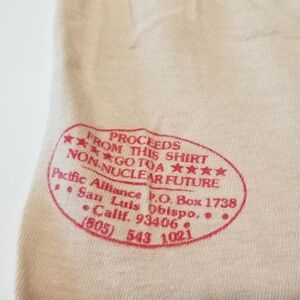 PROCEEDS
FROM THIS SHIRT
★★★ GO TO A ★★★★
NON-NUCLEAR FUTURE
Pacific Alliance P.O. Box 1738
• San Luis Obispo, •
• Calif. 93406 •
(805) 543 1021